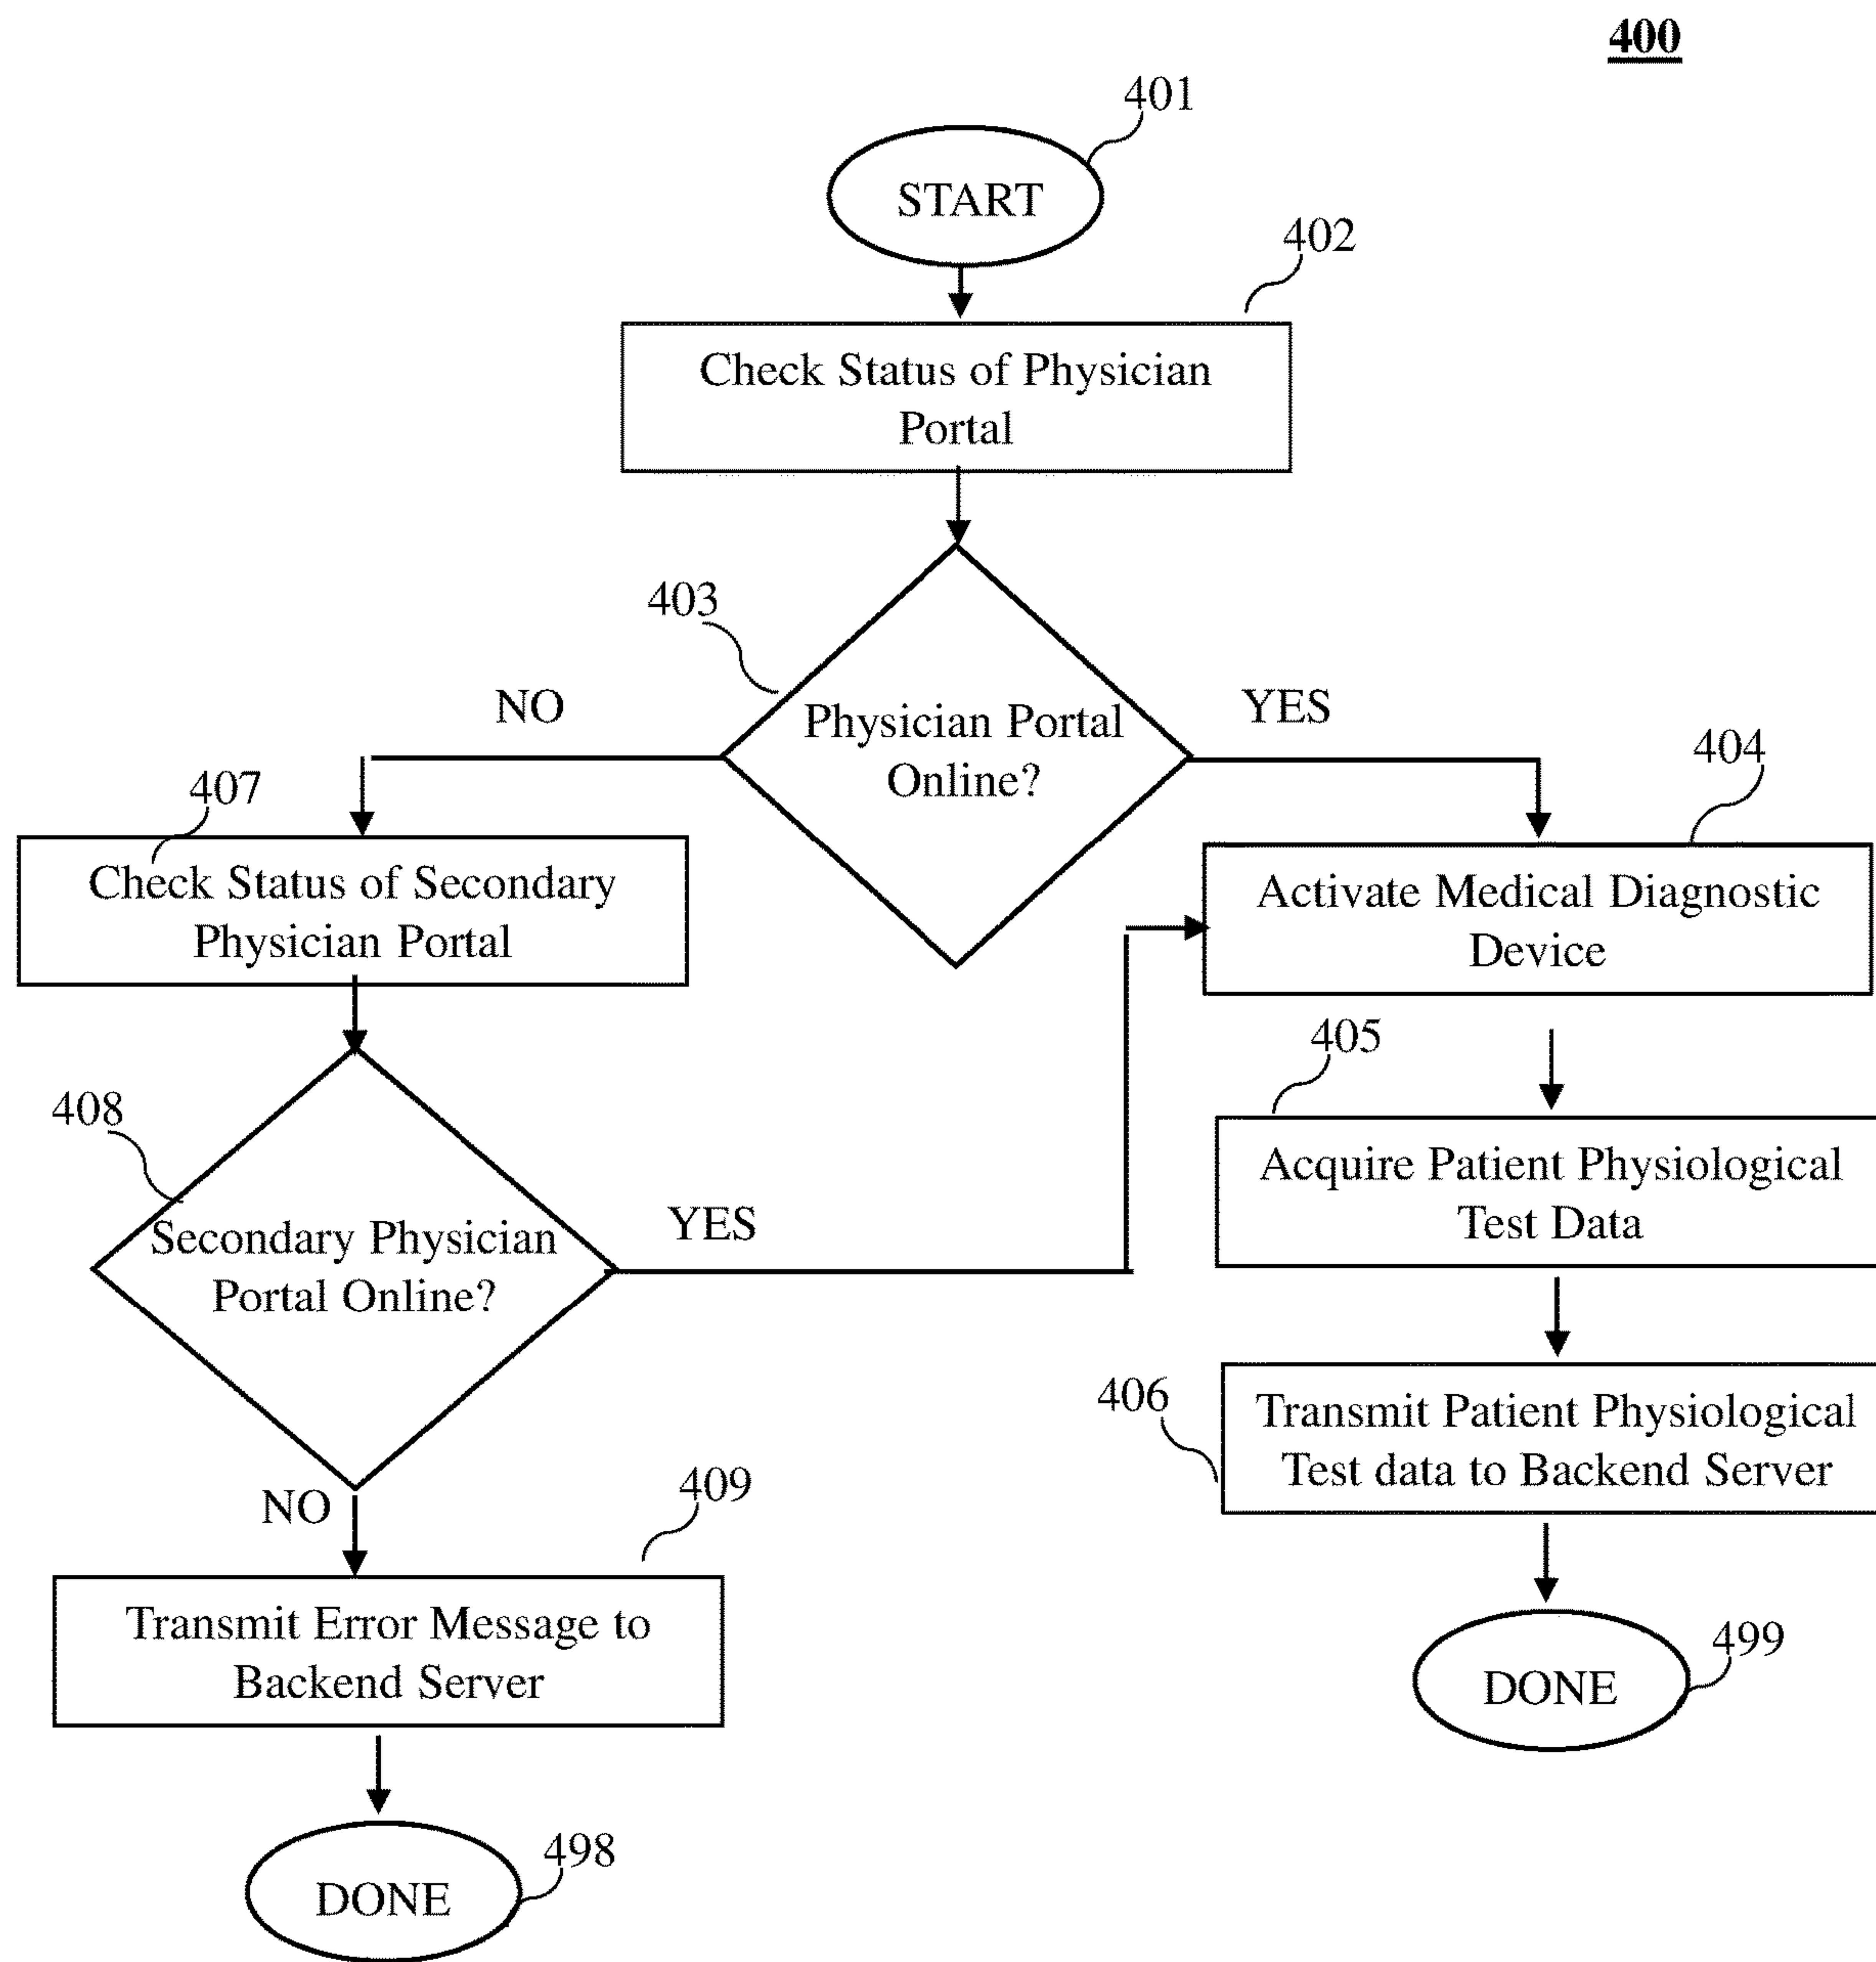 400
401
START
402
Check Status of Physician
Portal
403
Physician Portal
Online?
NO
YES
404
Activate Medical Diagnostic
Device
407
Check Status of Secondary
Physician Portal
405
Acquire Patient Physiological
Test Data
408
Secondary Physician
Portal Online?
YES
NO
406
Transmit Patient Physiological
Test data to Backend Server
409
Transmit Error Message to
Backend Server
499
DONE
498
DONE